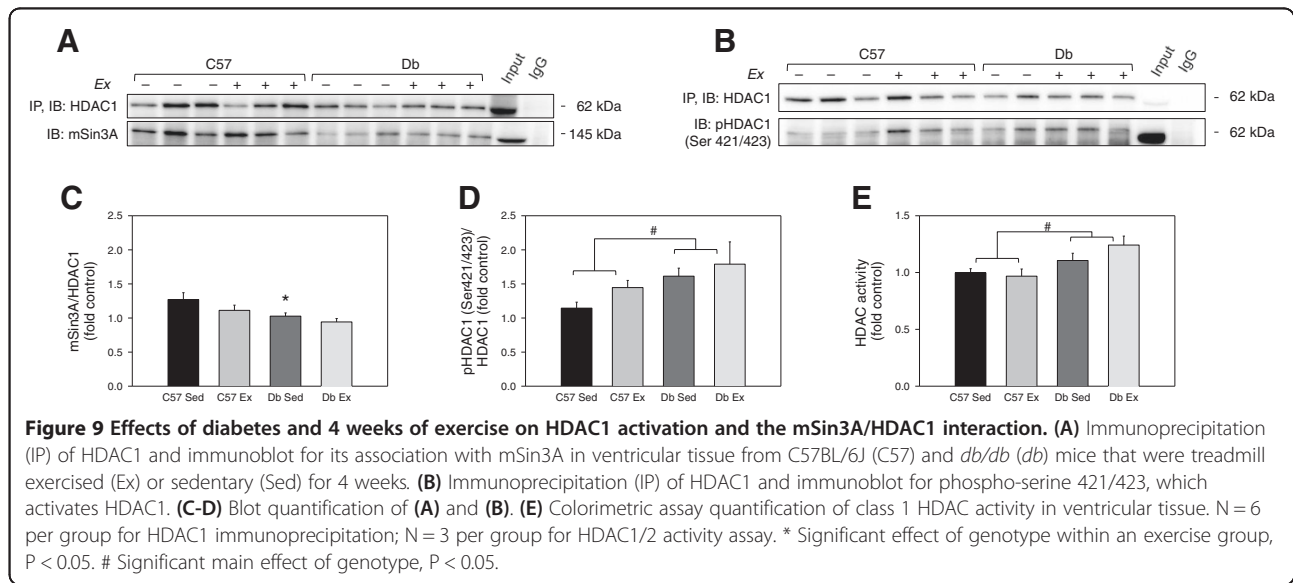 A
C57
Db
Input
IgG
Ex − − − + + + − − − + + +
IP, IB: HDAC1
- 62 kDa
IB: mSin3A
- 145 kDa
B
C57
Db
Input
IgG
Ex − − − + + + − − + + +
IP, IB: HDAC1
- 62 kDa
IB: pHDAC1
(Ser 421/423)
- 62 kDa
C
mSin3A/HDAC1
(fold control)
2.5
2.0
1.5
1.0
0.5
0.0
*
C57 Sed C57 Ex Db Sed Db Ex
D
pHDAC1 (Ser421/423)/
HDAC1 (fold control)
2.5
2.0
1.5
1.0
0.5
0.0
#
C57 Sed C57 Ex Db Sed Db Ex
E
HDAC activity
(fold control)
1.5
1.0
0.5
0.0
#
C57 Sed C57 Ex Db Sed Db Ex
Figure 9 Effects of diabetes and 4 weeks of exercise on HDAC1 activation and the mSin3A/HDAC1 interaction. (A) Immunoprecipitation
(IP) of HDAC1 and immunoblot for its association with mSin3A in ventricular tissue from C57BL/6J (C57) and db/db (db) mice that were treadmill
exercised (Ex) or sedentary (Sed) for 4 weeks. (B) Immunoprecipitation (IP) of HDAC1 and immunoblot for phospho-serine 421/423, which
activates HDAC1. (C-D) Blot quantification of (A) and (B). (E) Colorimetric assay quantification of class 1 HDAC activity in ventricular tissue. N = 6
per group for HDAC1 immunoprecipitation; N = 3 per group for HDAC1/2 activity assay. * Significant effect of genotype within an exercise group,
P < 0.05. # Significant main effect of genotype, P < 0.05.